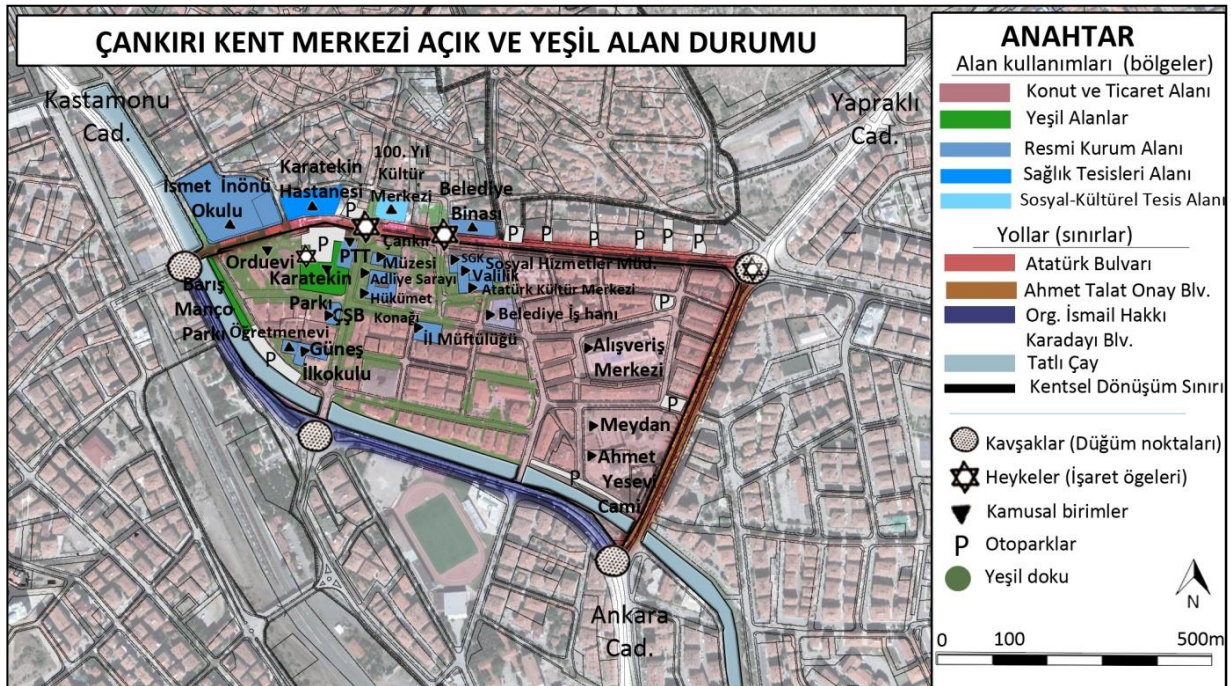 ÇANKIRI KENT MERKEZİ AÇIK VE YEŞİL ALAN DURUMU
Kastamonu
Cad.
Yapraklı
Cad.
İsmet İnönü
Okulu
Karatekin
Hastanesi
100. Yıl
Kültür
Merkezi
Belediye
Binası
P
P
P
P
P
P
P
Orduevi
P
Karatekin
Parkı
PTT
Çankırı
Müzesi
Adliye Sarayı
Hükümet
Konağı
SGK
Sosyal Hizmetler Müd.
Valilik
Atatürk Kültür Merkezi
Belediye İş hanı
Barış
Manço
Parkı
ÇŞB
Öğretmenevi
Güneş
İlkokulu
İl Müftülüğü
P
P
P
Alışveriş
Merkezi
Meydan
Ahmet
Yesevi
Cami
P
P
Ankara
Cad.
ANAHTAR
Alan kullanımları (bölgeler)
Konut ve Ticaret Alanı
Yeşil Alanlar
Resmi Kurum Alanı
Sağlık Tesisleri Alanı
Sosyal-Kültürel Tesis Alanı
Yollar (sınırlar)
Atatürk Bulvarı
Ahmet Talat Onay Blv.
Org. İsmail Hakkı
Karadayı Blv.
Tatlı Çay
Kentsel Dönüşüm Sınırı
Kavşaklar (Düğüm noktaları)
Heykeler (İşaret ögeleri)
Kamusal birimler
P Otoparklar
Yeşil doku
N
0 100 500m